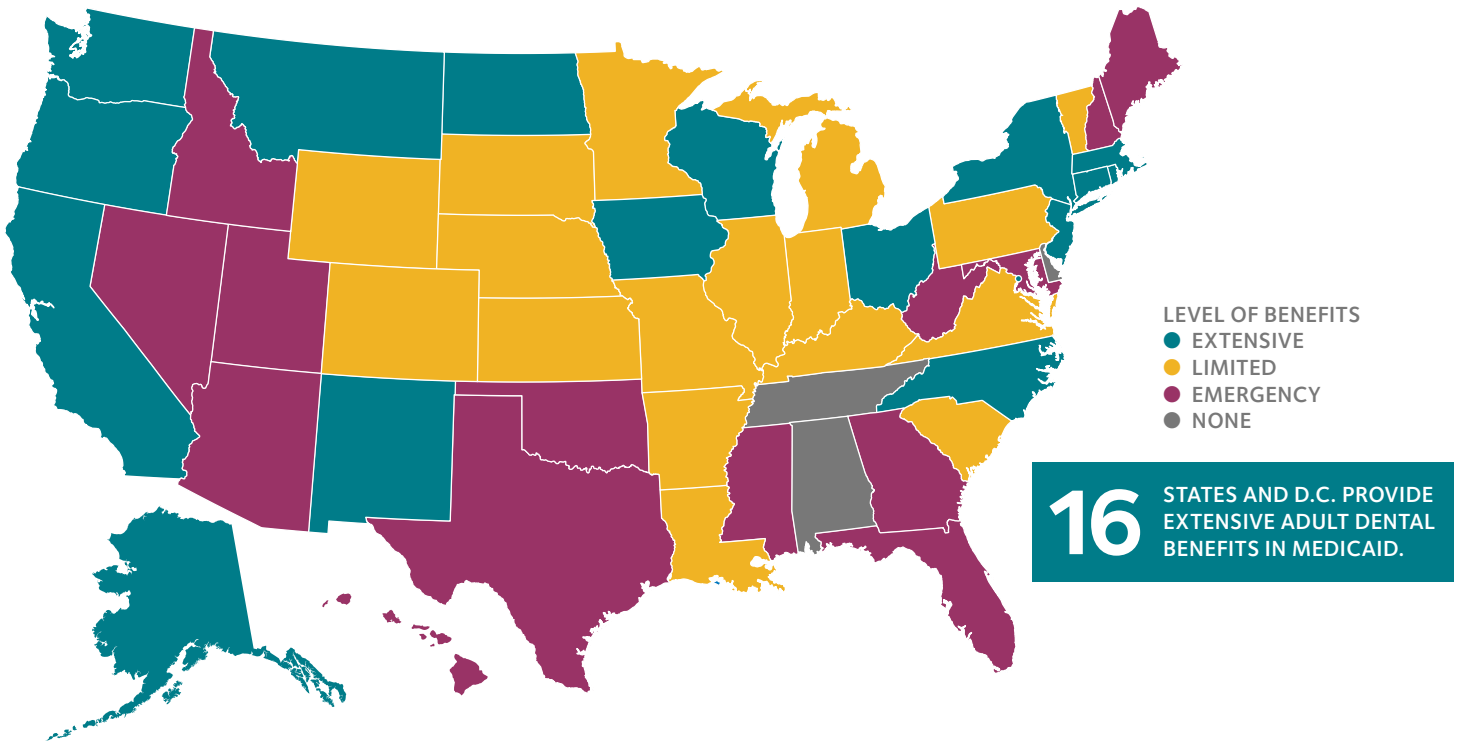 LEVEL OF BENEFITS
EXTENSIVE
LIMITED
EMERGENCY
NONE
16
STATES AND D.C. PROVIDE
EXTENSIVE ADULT DENTAL
BENEFITS IN MEDICAID.